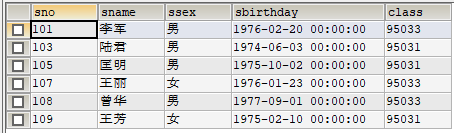 sno sname ssex sbirthday class
101 李军 男 1976-02-20 00:00:00 95033
103 陆君 男 1974-06-03 00:00:00 95031
105 匡明 男 1975-10-02 00:00:00 95031
107 王丽 女 1976-01-23 00:00:00 95033
108 曾华 男 1977-09-01 00:00:00 95033
109 王芳 女 1975-02-10 00:00:00 95031